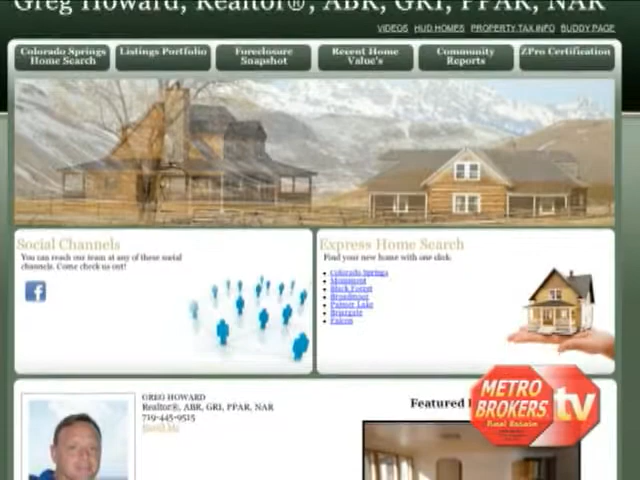 Greg Howard, Realtor®, ABR, GRI, PPAR, NAR
VIDEOS HUD HOMES PROPERTY TAX INFO BUDDY PAGE
Colorado Springs Home Search
Listings Portfolio
Foreclosure Snapshot
Recent Home Value's
Community Reports
ZPro Certification
Social Channels
You can reach our team at any of these social
channels. Come check us out!
f
Express Home Search
Find your new home with one click:
Colorado Springs
Monument
Black Forest
Broadmoor
Palmer Lake
Briargate
Falcon
GREG HOWARD
Realtor®, ABR, GRI, PPAR, NAR
719-445-9515
Email Me
Featured
METRO
BROKERS
Real Estate
tv